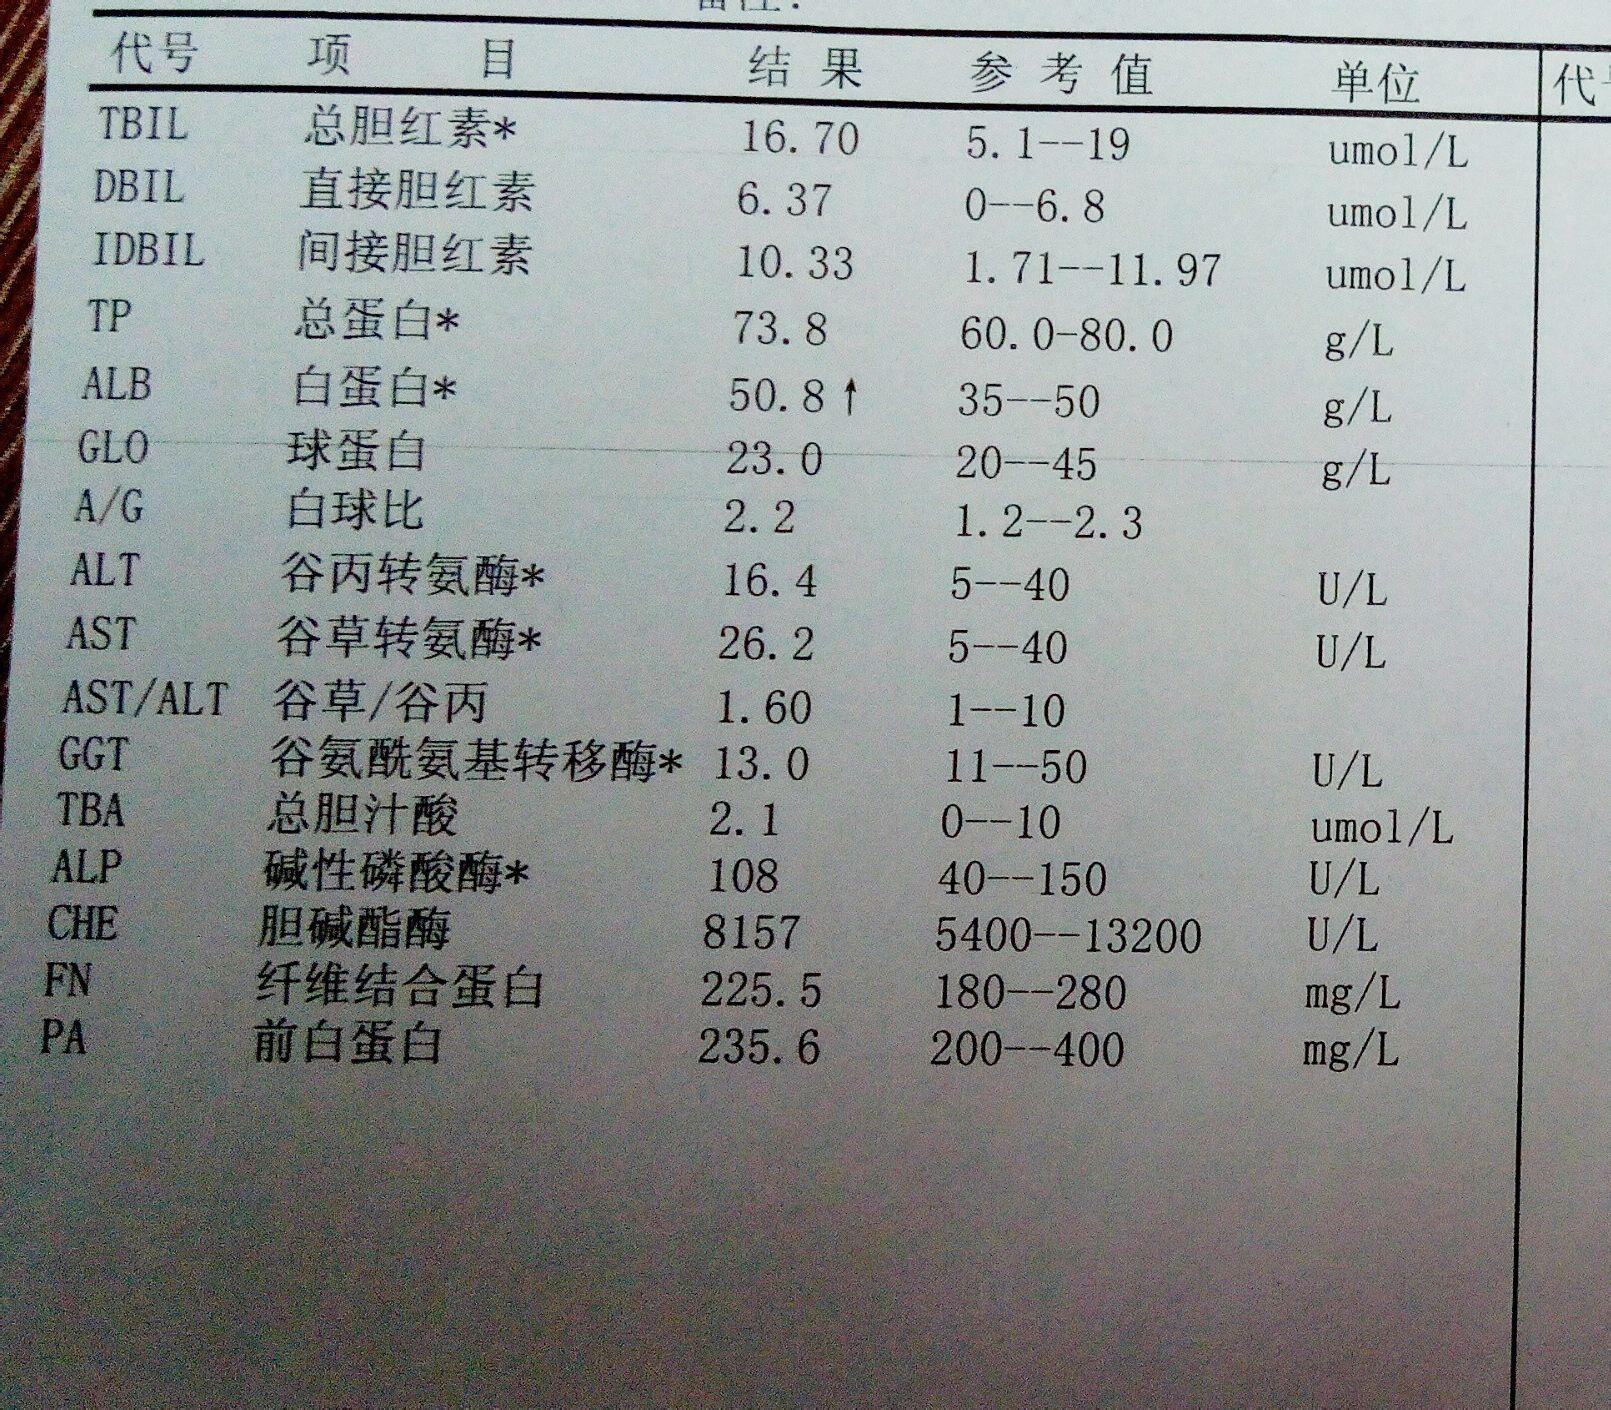 代号 项 目 结 果 参 考 值 单位
TBIL 总胆红素* 16.70 5.1--19 umol/L
DBIL 直接胆红素 6.37 0--6.8 umol/L
IDBIL 间接胆红素 10.33 1.71--11.97 umol/L
TP 总蛋白* 73.8 60.0-80.0 g/L
ALB 白蛋白* 50.8↑ 35--50 g/L
GLO 球蛋白 23.0 20--45 g/L
A/G 白球比 2.2 1.2--2.3
ALT 谷丙转氨酶* 16.4 5--40 U/L
AST 谷草转氨酶* 26.2 5--40 U/L
AST/ALT 谷草/谷丙 1.60 1--10
GGT 谷氨酰氨基转移酶* 13.0 11--50 U/L
TBA 总胆汁酸 2.1 0--10 umol/L
ALP 碱性磷酸酶* 108 40--150 U/L
CHE 胆碱酯酶 8157 5400--13200 U/L
FN 纤维结合蛋白 225.5 180--280 mg/L
PA 前白蛋白 235.6 200--400 mg/L